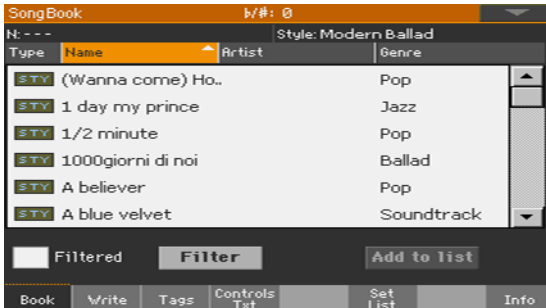 SongBook ♭/#: 0
N: --- Style: Modern Ballad
Type Name Artist Genre
STY (Wanna come) Ho.. Pop
STY 1 day my prince Jazz
STY 1/2 minute Pop
STY 1000giorni di noi Ballad
STY A believer Pop
STY A blue velvet Soundtrack
Filtered Filter Add to list
Book Write Tags Controls Txt Set List Info